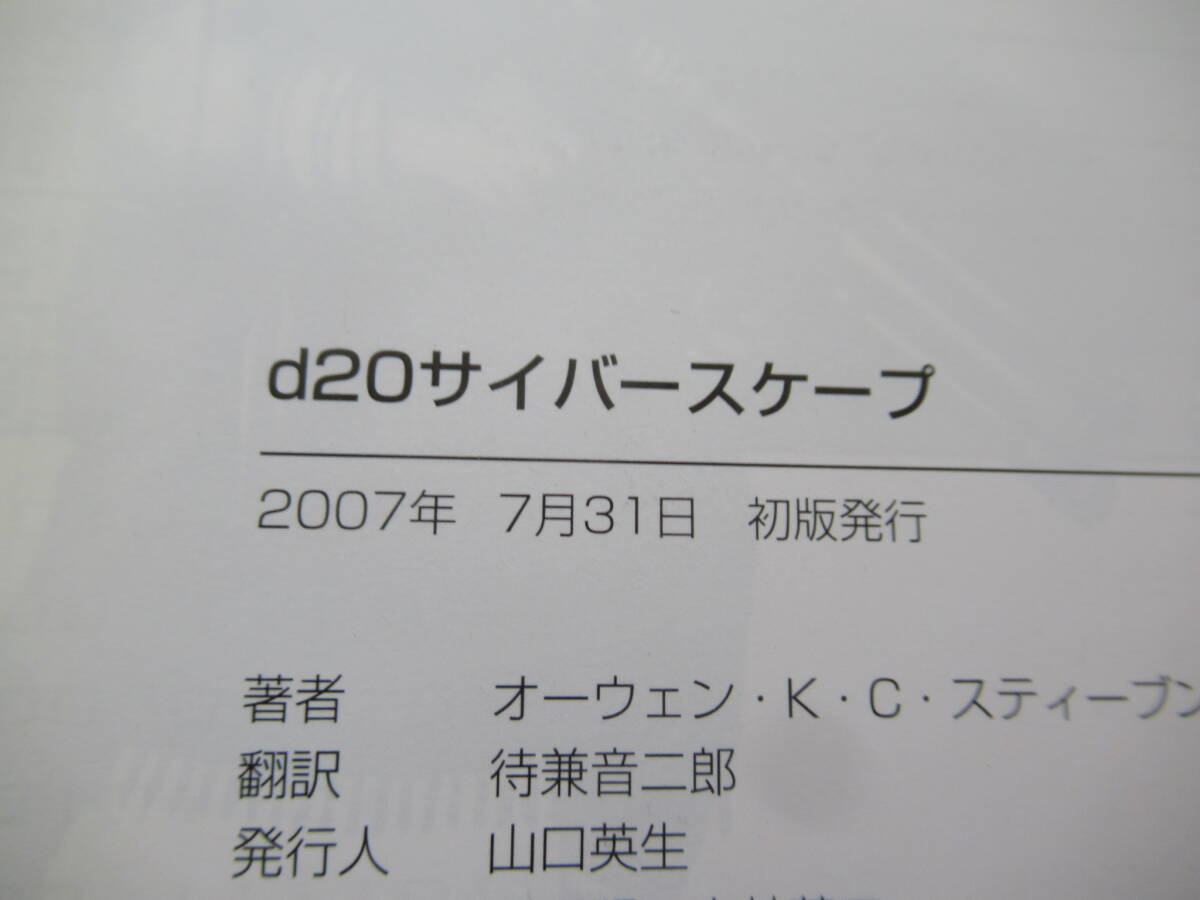 d20サイバースケープ
2007年 7月31日 初版発行
著者 オーウェン・K・C・スティーブン
翻訳 待兼音二郎
発行人 山口英生